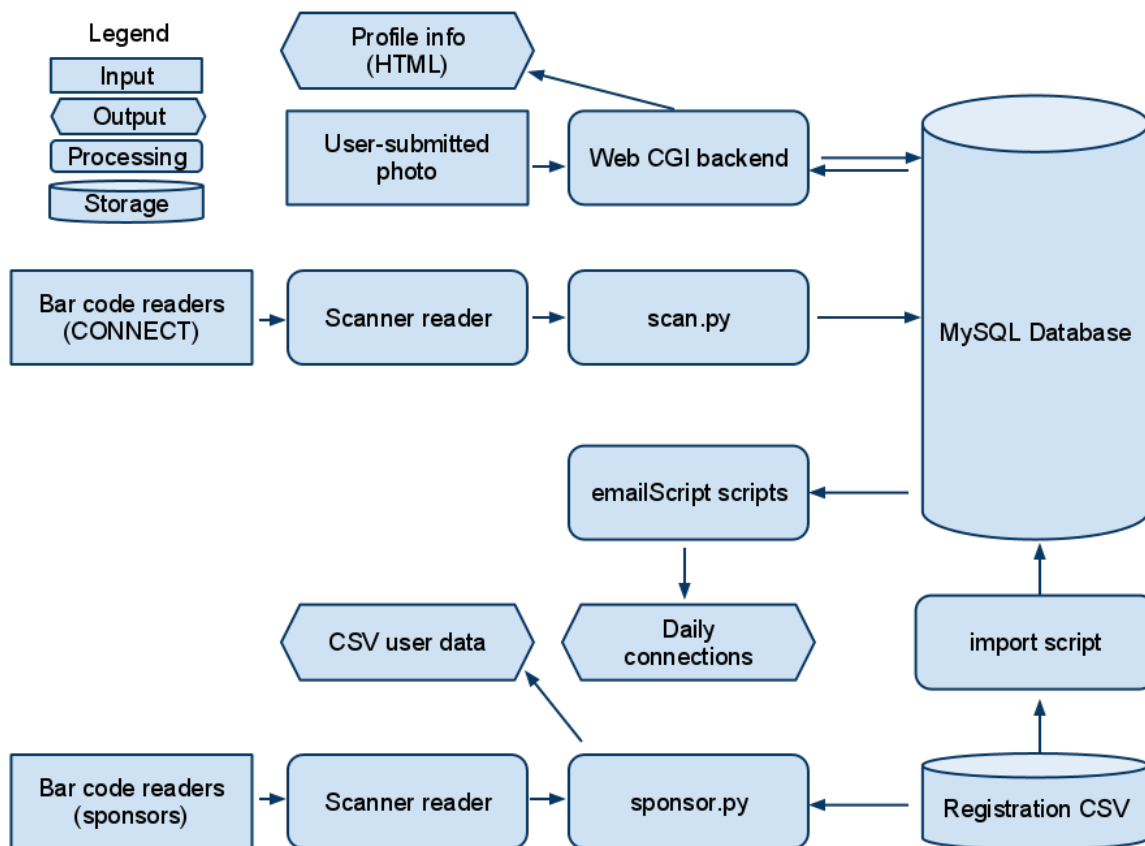 Legend
Input
Output
Processing
Storage
Profile info
(HTML)
User-submitted
photo
Web CGI backend
Bar code readers
(CONNECT)
Scanner reader
scan.py
MySQL Database
emailScript scripts
CSV user data
Daily
connections
import script
Bar code readers
(sponsors)
Scanner reader
sponsor.py
Registration CSV